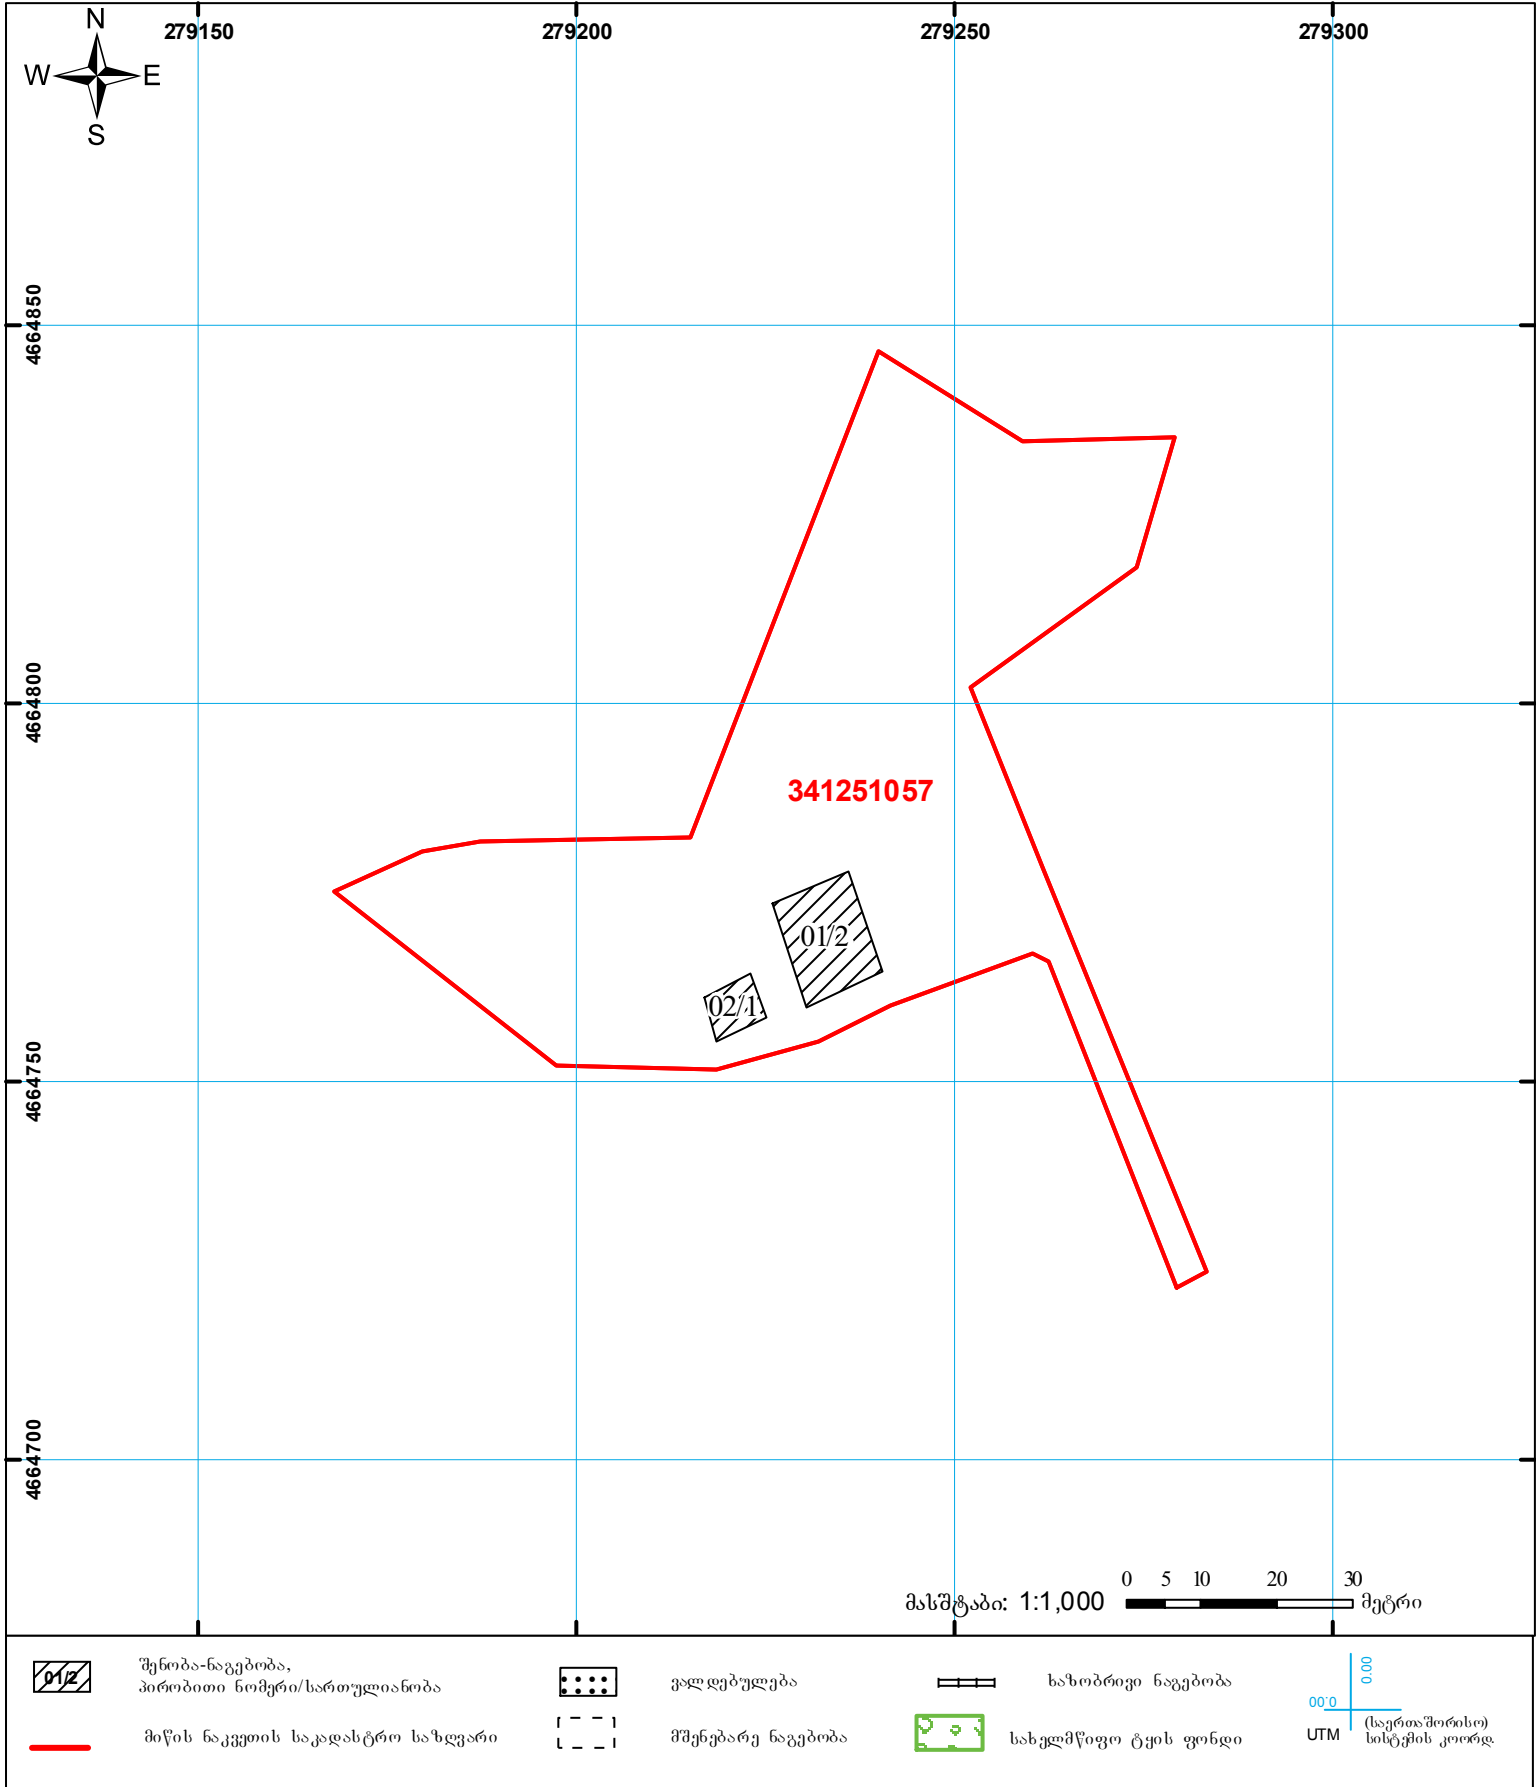 N
279150 279200 279250 279300
W E
S
4664850
4664800
341251057
01/2
02/1
4664750
4664700
მასშტაბი: 1:1,000 0 5 10 20 30 მეტრი
01/2 შენობა-ნაგებობა,
პირობითი ნომერი/სართულიანობა
ვალდებულება
ხაზობრივი ნაგებობა
00.0
00.0
UTM (საერთაშორისო)
სისტემის კოორდ.
მიწის ნაკვეთის საკადასტრო საზღვარი
მშენებარე ნაგებობა
სახელმწიფო ტყის ფონდი